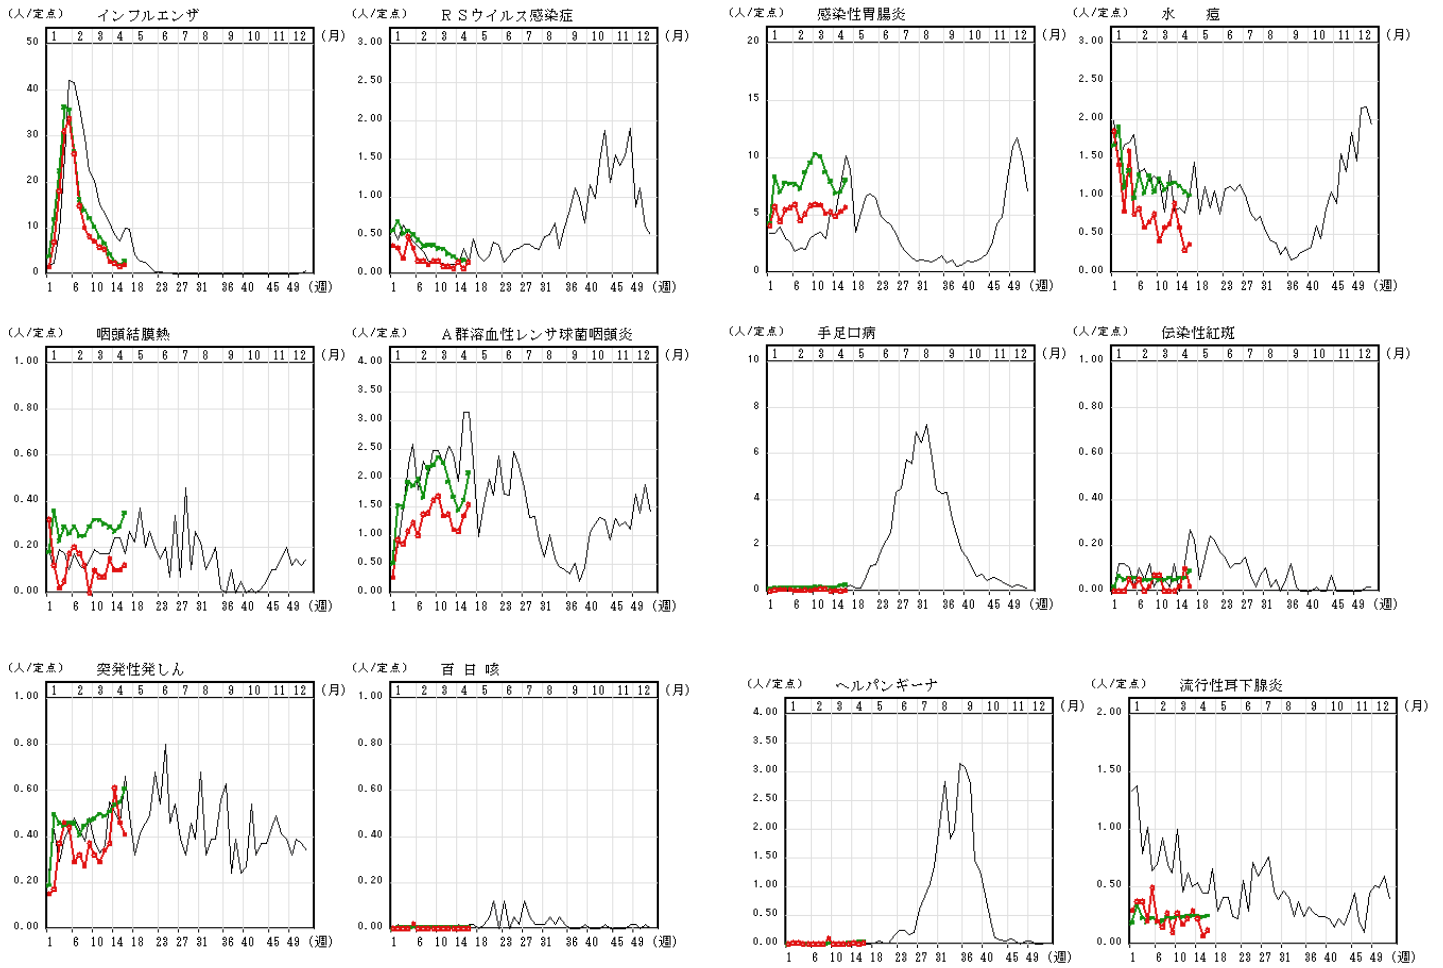 (人/定点) インフルエンザ
1 2 3 4 5 6 7 8 9 10 11 12 (月)
50
40
30
20
10
0
1 6 10 14 18 23 27 31 36 40 45 49 (週)
(人/定点) ＲＳウイルス感染症
1 2 3 4 5 6 7 8 9 10 11 12 (月)
3.00
2.50
2.00
1.50
1.00
0.50
0.00
1 6 10 14 18 23 27 31 36 40 45 49 (週)
(人/定点) 感染性胃腸炎
1 2 3 4 5 6 7 8 9 10 11 12 (月)
20
15
10
5
0
1 6 10 14 18 23 27 31 36 40 45 49 (週)
(人/定点) 水　痘
1 2 3 4 5 6 7 8 9 10 11 12 (月)
3.00
2.50
2.00
1.50
1.00
0.50
0.00
1 6 10 14 18 23 27 31 36 40 45 49 (週)
(人/定点) 咽頭結膜熱
1 2 3 4 5 6 7 8 9 10 11 12 (月)
1.00
0.80
0.60
0.40
0.20
0.00
1 6 10 14 18 23 27 31 36 40 45 49 (週)
(人/定点) Ａ群溶血性レンサ球菌咽頭炎
1 2 3 4 5 6 7 8 9 10 11 12 (月)
4.00
3.50
3.00
2.50
2.00
1.50
1.00
0.50
0.00
1 6 10 14 18 23 27 31 36 40 45 49 (週)
(人/定点) 手足口病
1 2 3 4 5 6 7 8 9 10 11 12 (月)
10
8
6
4
2
0
1 6 10 14 18 23 27 31 36 40 45 49 (週)
(人/定点) 伝染性紅斑
1 2 3 4 5 6 7 8 9 10 11 12 (月)
1.00
0.80
0.60
0.40
0.20
0.00
1 6 10 14 18 23 27 31 36 40 45 49 (週)
(人/定点) 突発性発しん
1 2 3 4 5 6 7 8 9 10 11 12 (月)
1.00
0.80
0.60
0.40
0.20
0.00
1 6 10 14 18 23 27 31 36 40 45 49 (週)
(人/定点) 百 日 咳
1 2 3 4 5 6 7 8 9 10 11 12 (月)
1.00
0.80
0.60
0.40
0.20
0.00
1 6 10 14 18 23 27 31 36 40 45 49 (週)
(人/定点) ヘルパンギーナ
1 2 3 4 5 6 7 8 9 10 11 12 (月)
4.00
3.50
3.00
2.50
2.00
1.50
1.00
0.50
0.00
1 6 10 14 18 23 27 31 36 40 45 49 (週)
(人/定点) 流行性耳下腺炎
1 2 3 4 5 6 7 8 9 10 11 12 (月)
2.00
1.50
1.00
0.50
0.00
1 6 10 14 18 23 27 31 36 40 45 49 (週)